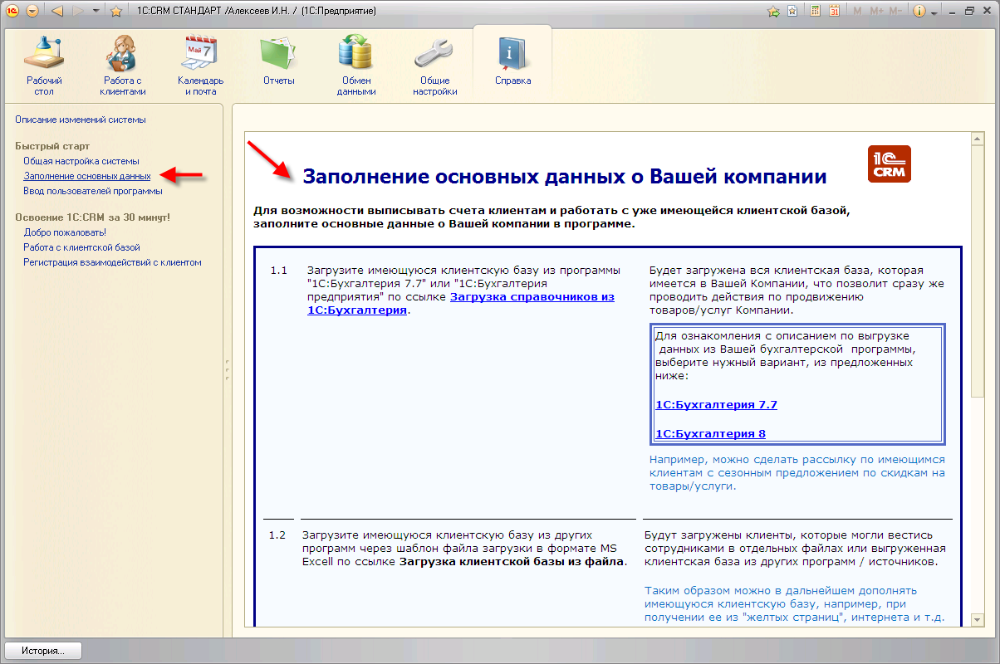 1С:CRM СТАНДАРТ /Алексеев И.Н. / (1С:Предприятие)
M M+ M-
Рабочий
стол
Работа с
клиентами
Май 7
Календарь
и почта
Отчеты
Обмен
данными
Общие
настройки
Справка
Описание изменений системы
Быстрый старт
Общая настройка системы
Заполнение основных данных
Ввод пользователей программы
Освоение 1С:CRM за 30 минут!
Добро пожаловать!
Работа с клиентской базой
Регистрация взаимодействий с клиентом
Заполнение основных данных о Вашей компании
1С
CRM
Для возможности выписывать счета клиентам и работать с уже имеющейся клиентской базой,
заполните основные данные о Вашей компании в программе.
1.1
Загрузите имеющуюся клиентскую базу из программы
"1С:Бухгалтерия 7.7" или "1С:Бухгалтерия
предприятия" по ссылке Загрузка справочников из
1С:Бухгалтерия.
Будет загружена вся клиентская база, которая
имеется в Вашей Компании, что позволит сразу же
проводить действия по продвижению
товаров/услуг Компании.
Для ознакомления с описанием по выгрузке
данных из Вашей бухгалтерской программы,
выберите нужный вариант, из предложенных
ниже:
1С:Бухгалтерия 7.7
1С:Бухгалтерия 8
Например, можно сделать рассылку по имеющимся
клиентам с сезонным предложением по скидкам на
товары/услуги.
1.2
Загрузите имеющуюся клиентскую базу из других
программ через шаблон файла загрузки в формате MS
Excell по ссылке Загрузка клиентской базы из файла.
Будут загружены клиенты, которые могли вестись
сотрудниками в отдельных файлах или выгруженная
клиентская база из других программ / источников.
Таким образом можно в дальнейшем дополнять
имеющуюся клиентскую базу, например, при
получении ее из "желтых страниц", интернета и т.д.
История...